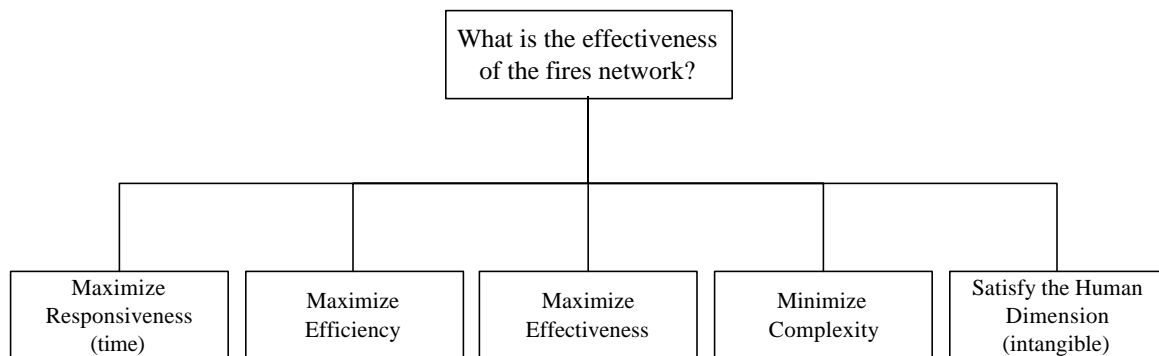 What is the effectiveness
of the fires network?
Maximize
Responsiveness
(time)
Maximize
Efficiency
Maximize
Effectiveness
Minimize
Complexity
Satisfy the Human
Dimension
(intangible)